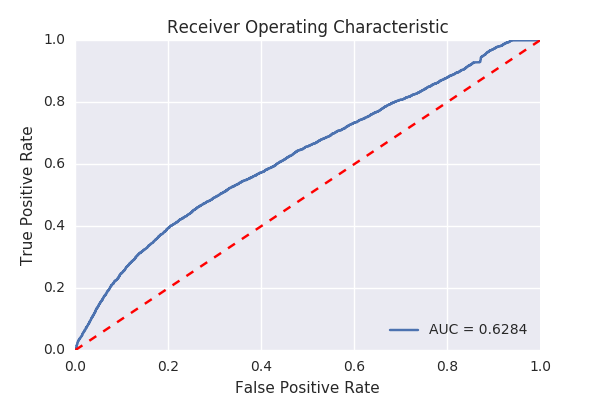 Receiver Operating Characteristic
1.0
0.8
0.6
0.4
0.2
0.0
True Positive Rate
AUC = 0.6284
0.0 0.2 0.4 0.6 0.8 1.0
False Positive Rate